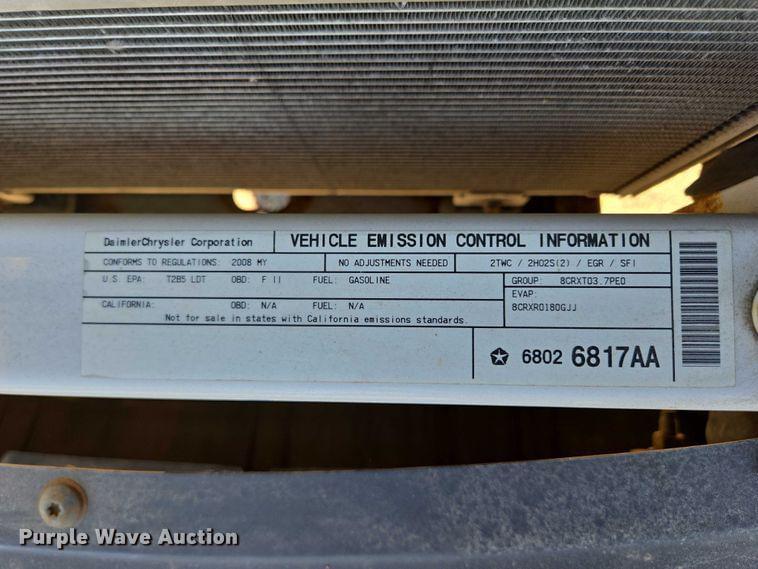 DaimlerChrysler Corporation VEHICLE EMISSION CONTROL INFORMATION
CONFORMS TO REGULATIONS: 2008 MY NO ADJUSTMENTS NEEDED 2TWC / 2HO2S(2) / EGR / SFI
U.S. EPA: T2B5 LDT OBD: F II FUEL: GASOLINE GROUP: 8CRXT03.7PE0
EVAP:
CALIFORNIA: OBD: N/A FUEL: N/A 8CRXR0180GJJ
Not for sale in states with California emissions standards.
6802 6817AA
Purple Wave Auction